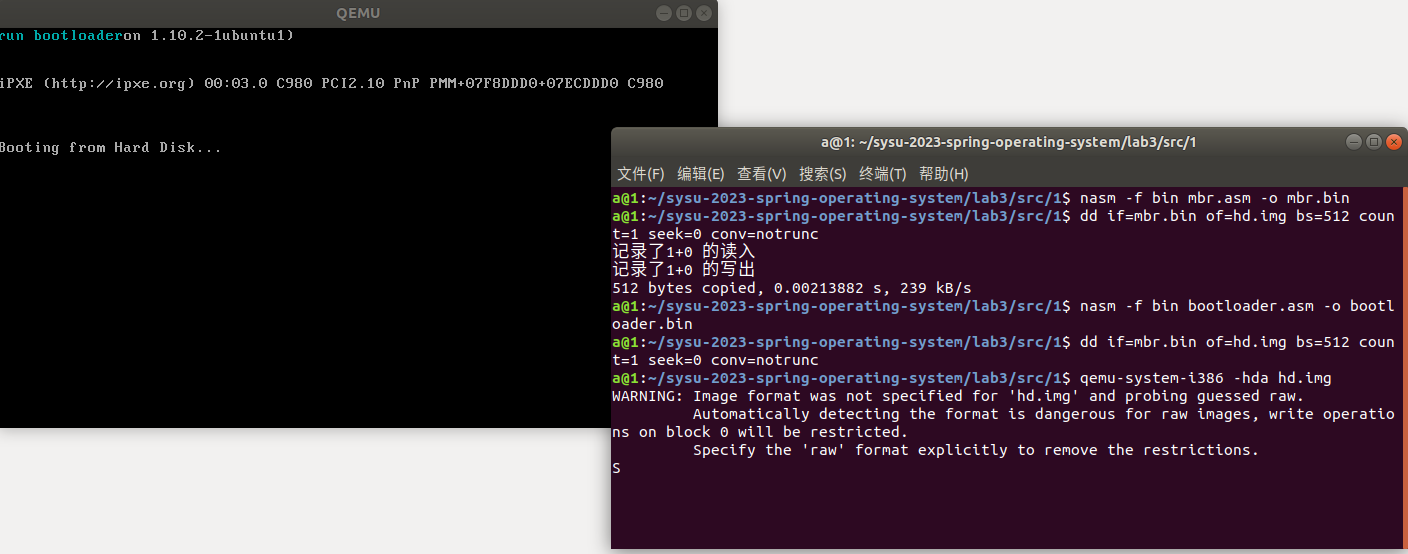 QEMU
run bootloaderon 1.10.2-1ubuntu1)
iPXE (http://ipxe.org) 00:03.0 C980 PCI2.10 PnP PMM+07F8DDD0+07ECDDD0 C980
Booting from Hard Disk...
a@1: ~/sysu-2023-spring-operating-system/lab3/src/1
文件(F) 编辑(E) 查看(V) 搜索(S) 终端(T) 帮助(H)
a@1:~/sysu-2023-spring-operating-system/lab3/src/1$ nasm -f bin mbr.asm -o mbr.bin
a@1:~/sysu-2023-spring-operating-system/lab3/src/1$ dd if=mbr.bin of=hd.img bs=512 coun
t=1 seek=0 conv=notrunc
记录了1+0 的读入
记录了1+0 的写出
512 bytes copied, 0.00213882 s, 239 kB/s
a@1:~/sysu-2023-spring-operating-system/lab3/src/1$ nasm -f bin bootloader.asm -o bootl
oader.bin
a@1:~/sysu-2023-spring-operating-system/lab3/src/1$ dd if=mbr.bin of=hd.img bs=512 coun
t=1 seek=0 conv=notrunc
a@1:~/sysu-2023-spring-operating-system/lab3/src/1$ qemu-system-i386 -hda hd.img
WARNING: Image format was not specified for 'hd.img' and probing guessed raw.
Automatically detecting the format is dangerous for raw images, write operatio
ns on block 0 will be restricted.
Specify the 'raw' format explicitly to remove the restrictions.
S